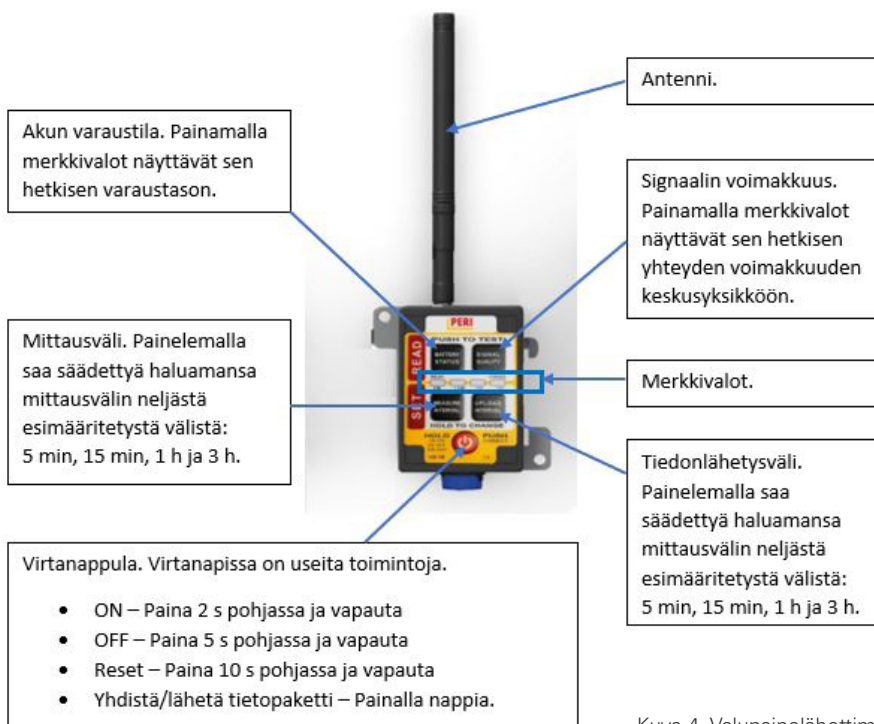 Antenni.
Akun varaustila. Painamalla
merkkivalot näyttävät sen
hetkisen varaustason.
Signaalin voimakkuus.
Painamalla merkkivalot
näyttävät sen hetkisen
yhteyden voimakkuuden
keskusyksikköön.
Mittausväli. Painelemalla
saa säädettyä haluamansa
mittausvälin neljästä
esimääritetystä välistä:
5 min, 15 min, 1 h ja 3 h.
PERI
PUSH TO TEST
READ
BATTERY
STATUS
SIGNAL
QUALITY
SET
MEASURE
INTERVAL
UPLOAD
INTERVAL
HOLD TO CHANGE
HOLD
PUSH
Merkkivalot.
Tiedonlähetysväli.
Painelemalla saa
säädettyä haluamansa
mittausvälin neljästä
esimääritetystä välistä:
5 min, 15 min, 1 h ja 3 h.
Virtanappula. Virtanapissa on useita toimintoja.
• ON – Paina 2 s pohjassa ja vapauta
• OFF – Paina 5 s pohjassa ja vapauta
• Reset – Paina 10 s pohjassa ja vapauta
• Yhdistä/lähetä tietopaketti – Painalla nappia.